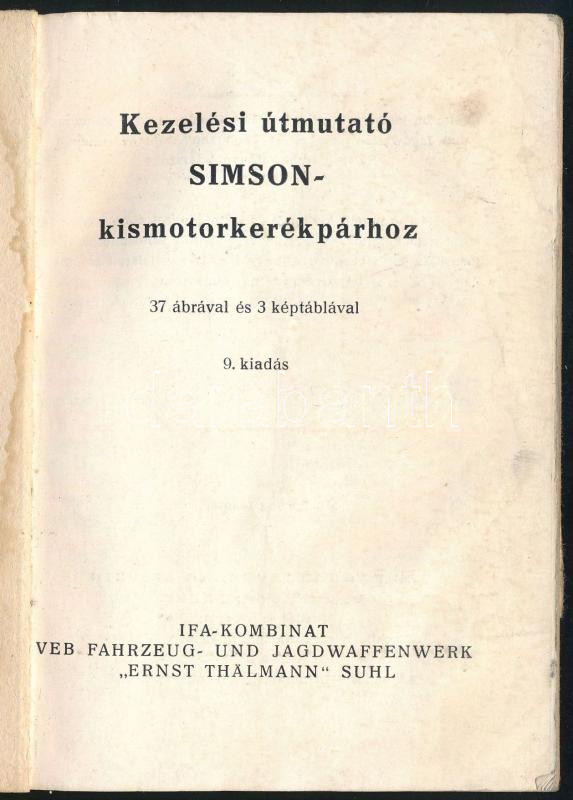 Kezelési útmutató
SIMSON-
kismotorkerékpárhoz
37 ábrával és 3 képtáblával
9. kiadás
IFA-KOMBINAT
VEB FAHRZEUG- UND JAGDWAFFENWERK
„ERNST THÄLMANN“ SUHL